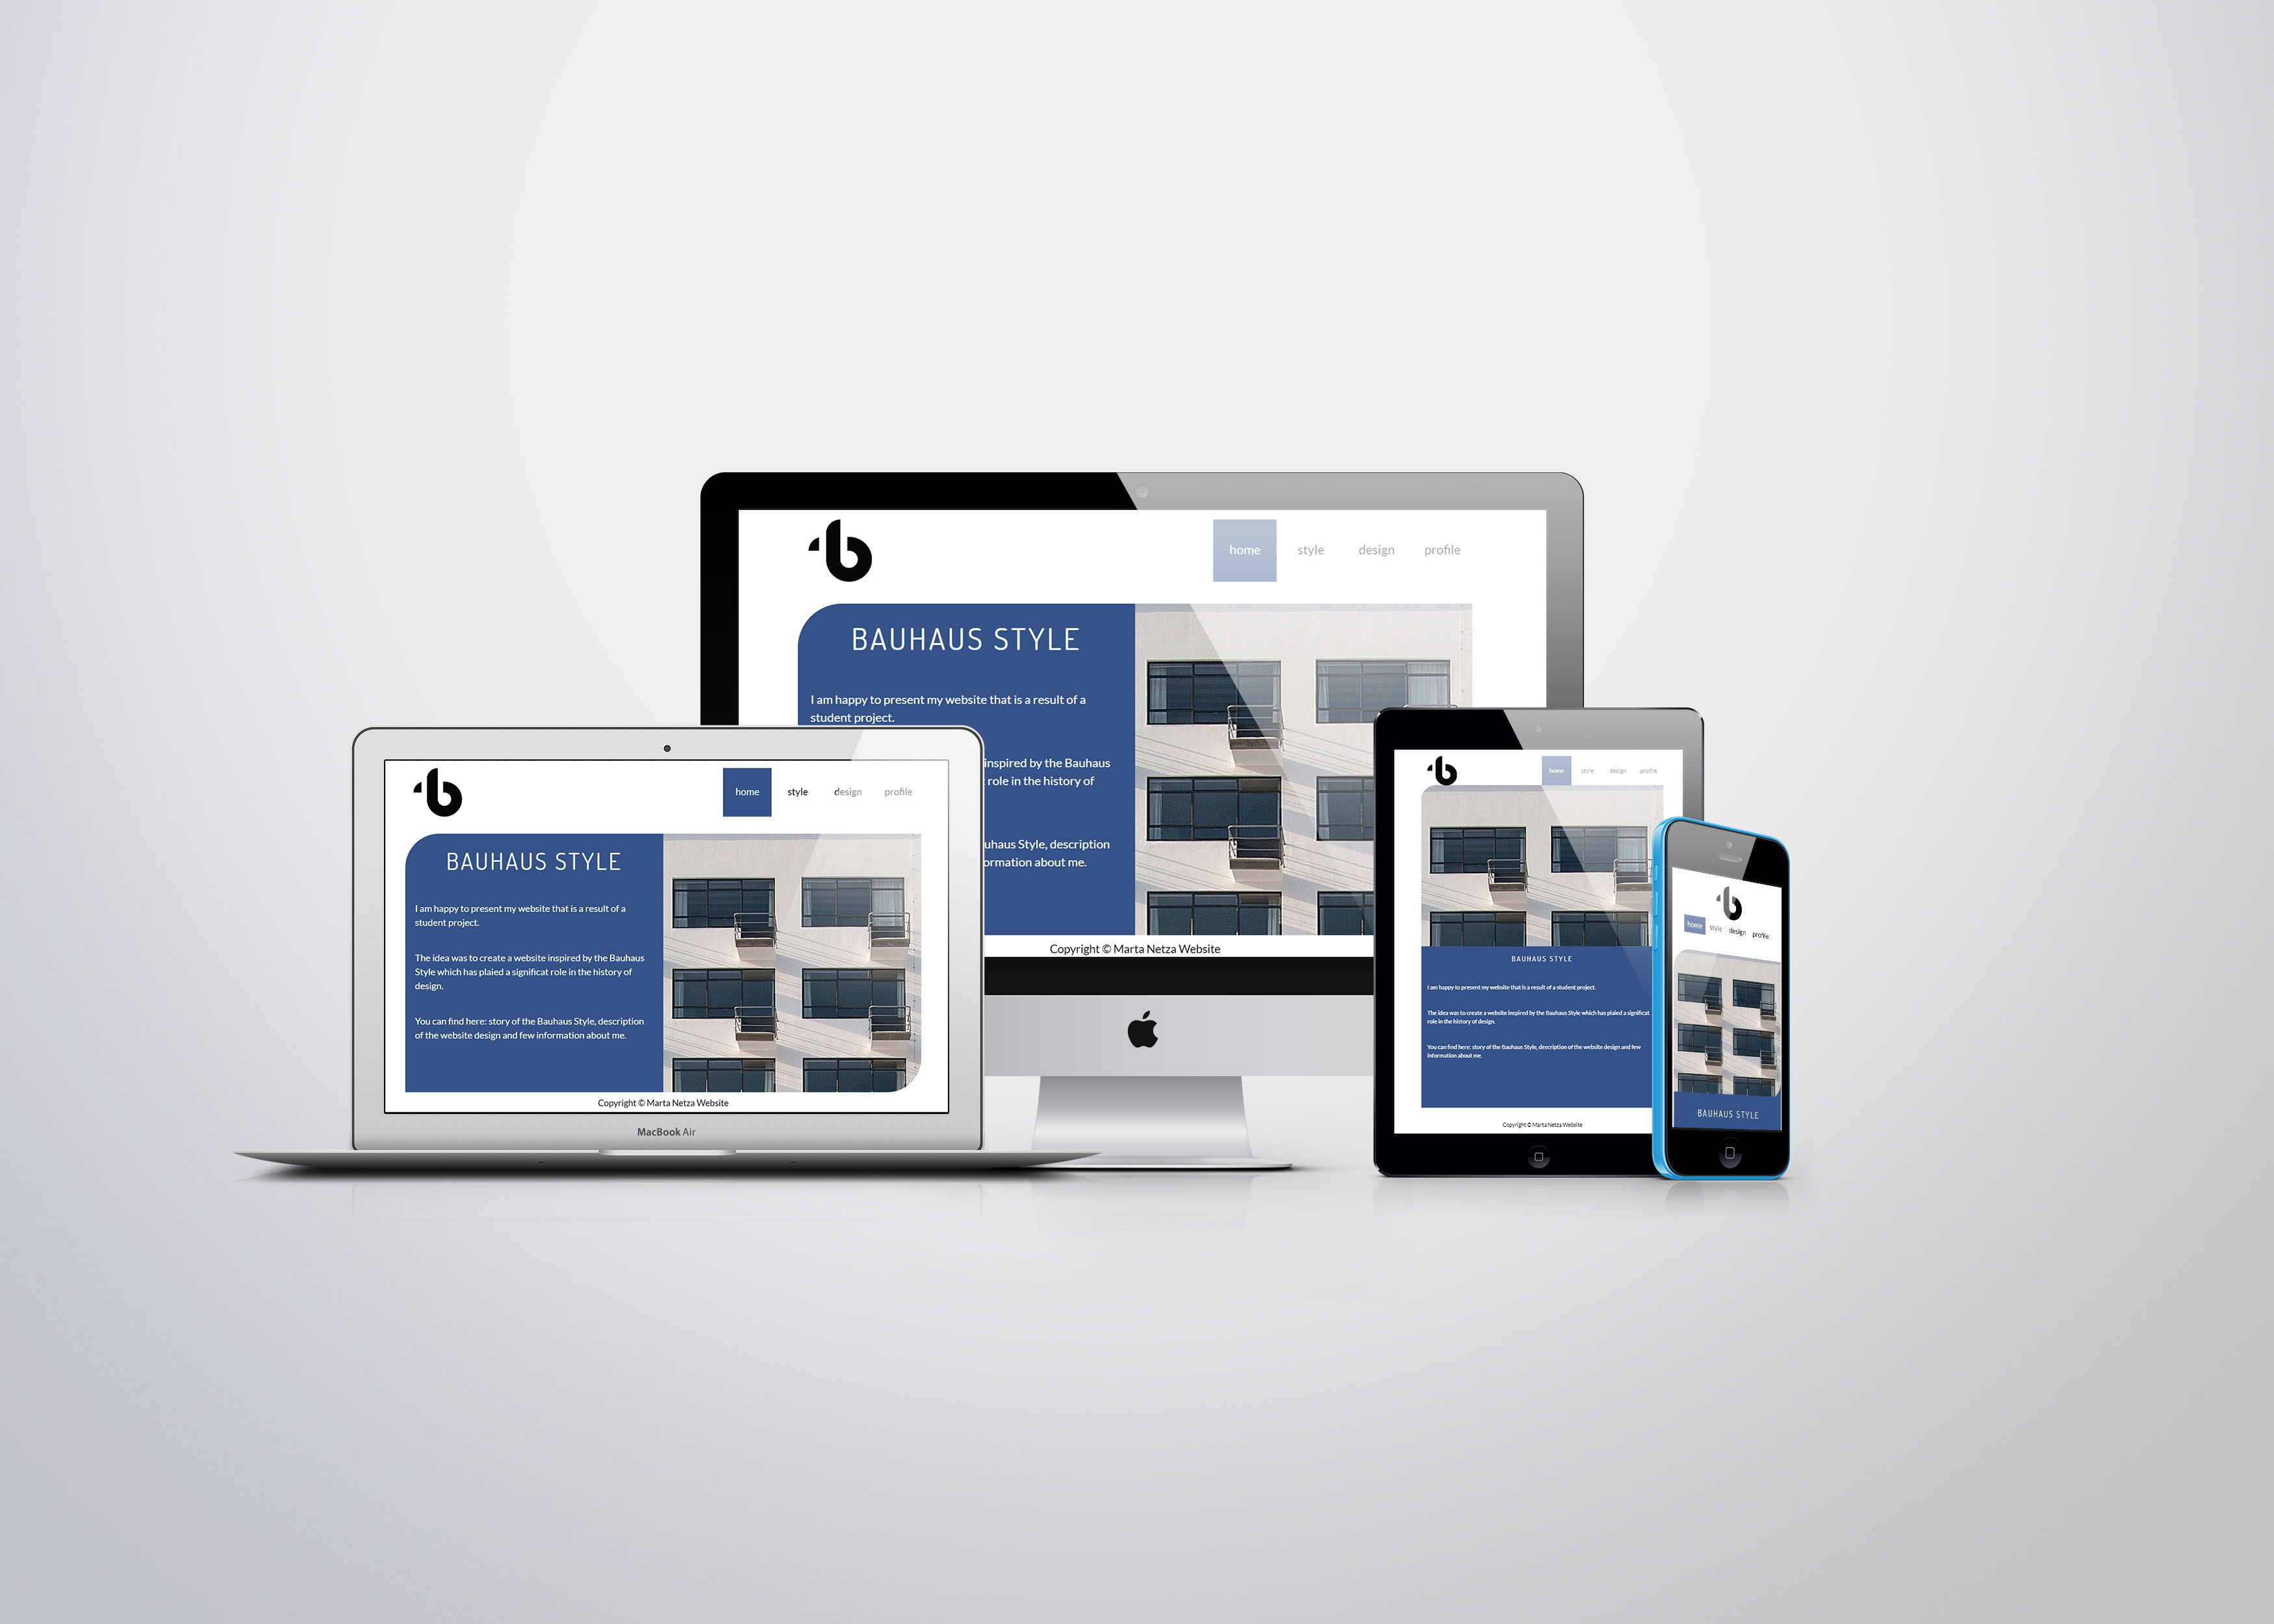 home style design profile
BAUHAUS STYLE
I am happy to present my website that is a result of a
student project.
inspired by the Bauhaus
role in the history of
uhaus Style, description
ormation about me.
Copyright © Marta Netza Website
home style design profile
BAUHAUS STYLE
I am happy to present my website that is a result of a
student project.
The idea was to create a website inspired by the Bauhaus
Style which has plaied a significat role in the history of
design.
You can find here: story of the Bauhaus Style, description
of the website design and few information about me.
Copyright © Marta Netza Website
MacBook Air
home style design profile
BAUHAUS STYLE
I am happy to present my website that is a result of a student project.
The idea was to create a website inspired by the Bauhaus Style which has plaied a significat
role in the history of design.
You can find here: story of the Bauhaus Style, description of the website design and few
information about me.
Copyright © Marta Netza Website
home style design profile
BAUHAUS STYLE